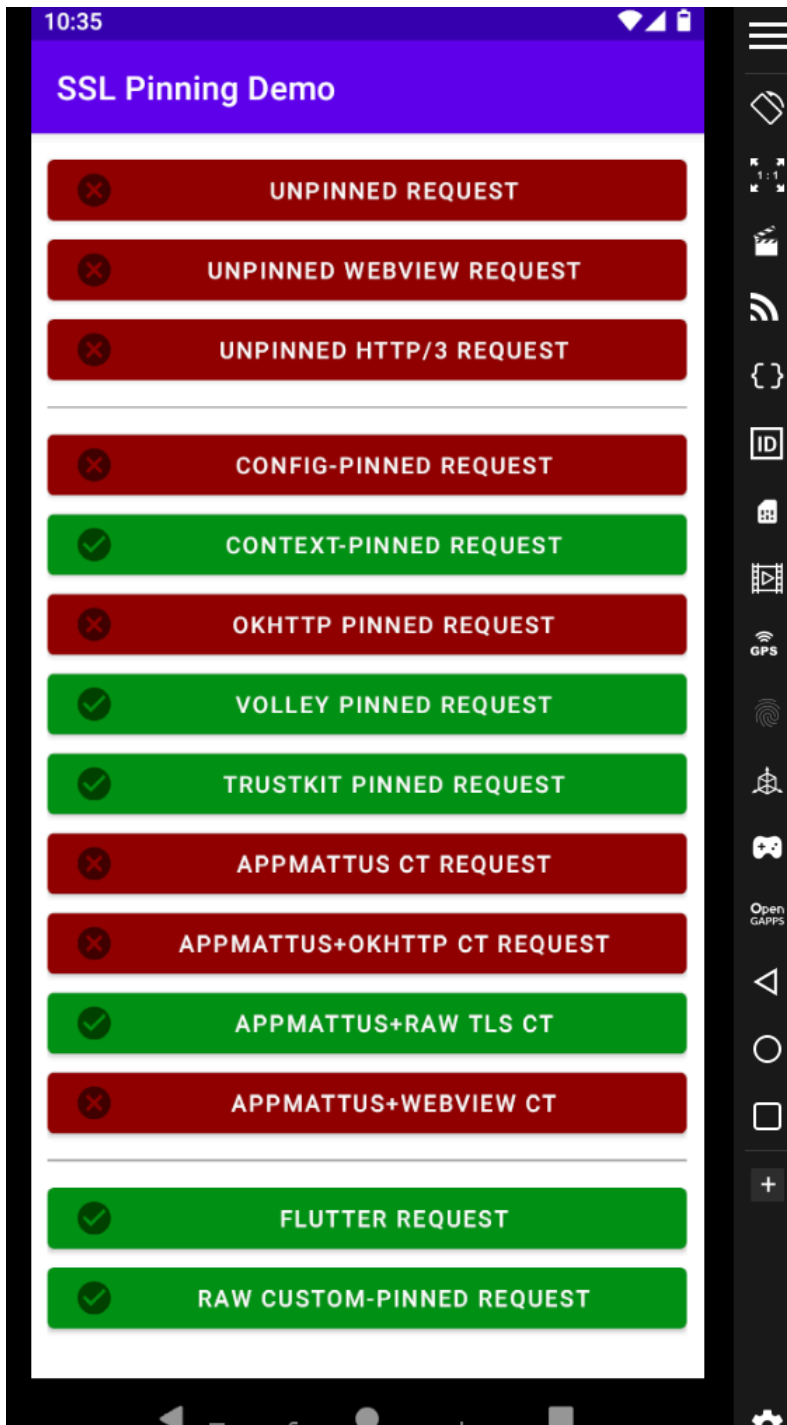 10:35
SSL Pinning Demo
UNPINNED REQUEST
UNPINNED WEBVIEW REQUEST
UNPINNED HTTP/3 REQUEST
CONFIG-PINNED REQUEST
CONTEXT-PINNED REQUEST
OKHTTP PINNED REQUEST
VOLLEY PINNED REQUEST
TRUSTKIT PINNED REQUEST
APPMATTUS CT REQUEST
APPMATTUS+OKHTTP CT REQUEST
APPMATTUS+RAW TLS CT
APPMATTUS+WEBVIEW CT
FLUTTER REQUEST
RAW CUSTOM-PINNED REQUEST
1:1
{}
ID
GPS
Open
GAPPS